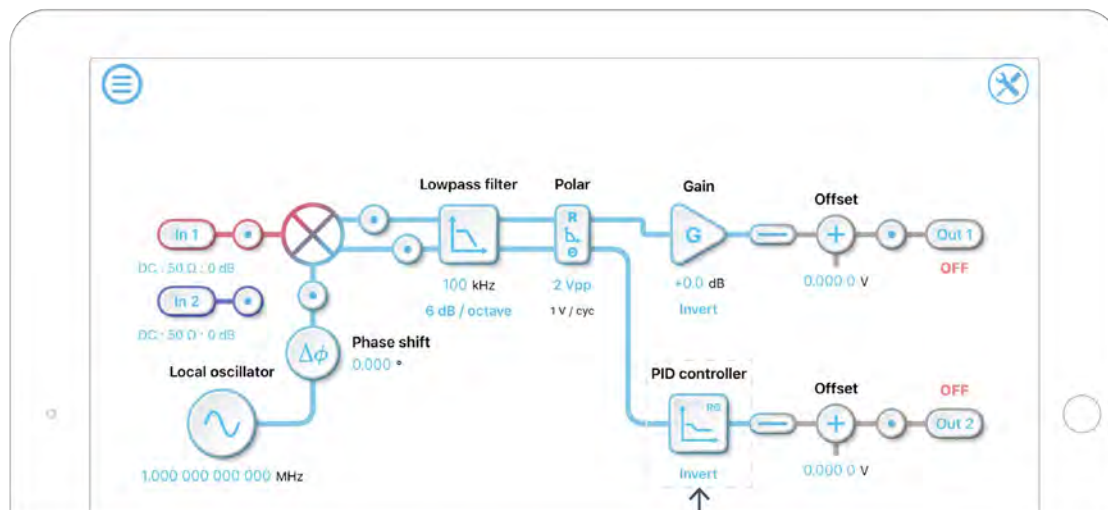 Lowpass filter
Polar
Gain
Offset
In 1
R
Θ
G
Out 1
DC : 50 Ω : 0 dB
OFF
In 2
100 kHz
2 Vpp
+0.0 dB
0.000 0 V
6 dB / octave
1 V / cyc
Invert
DC : 50 Ω : 0 dB
Δϕ
Phase shift
0.000 °
Local oscillator
PID controller
Offset
OFF
Out 2
Invert
0.000 0 V
1.000 000 000 000 MHz